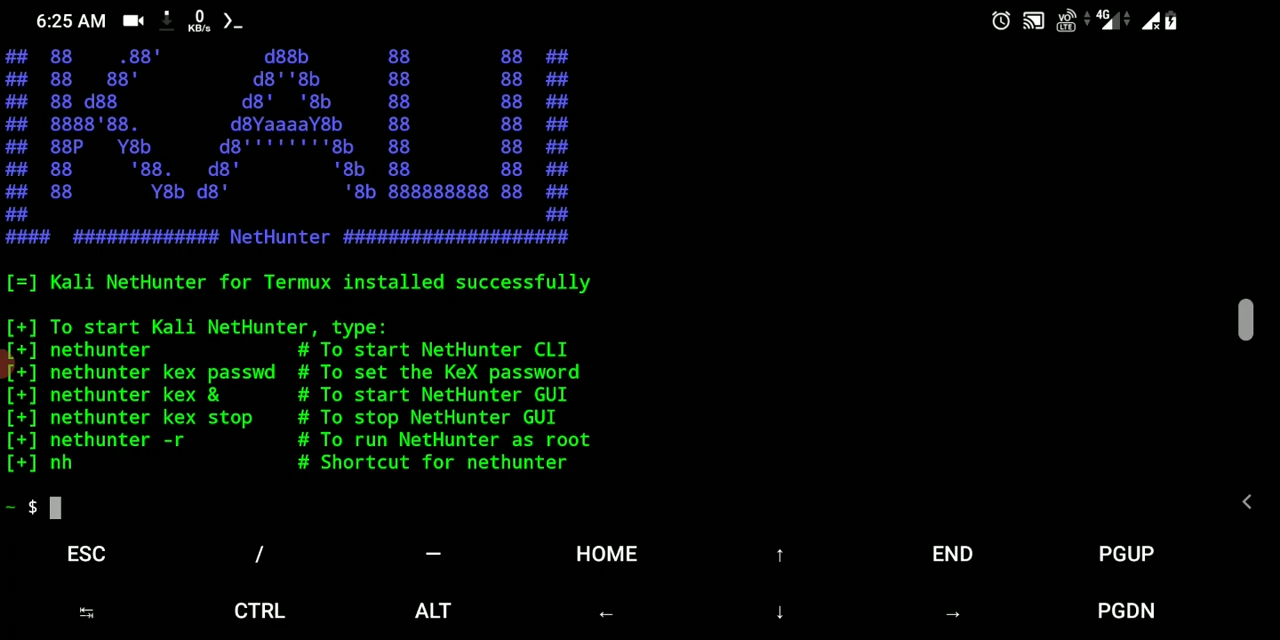 6:25 AM 0 KB/s >_ VO LTE 4G
##  88     .88'         d88b       88        88  ##
##  88   88'          d8''8b      88        88  ##
##  88 d88           d8'  '8b     88        88  ##
##  8888'88.        d8YaaaaY8b    88        88  ##
##  88P   Y8b      d8''''''''8b   88        88  ##
##  88     '88.   d8'        '8b  88        88  ##
##  88       Y8b d8'          '8b 888888888 88  ##
##                                              ##
####  ############# NetHunter ####################
[=] Kali NetHunter for Termux installed successfully
[+] To start Kali NetHunter, type:
[+] nethunter             # To start NetHunter CLI
[+] nethunter kex passwd  # To set the KeX password
[+] nethunter kex &       # To start NetHunter GUI
[+] nethunter kex stop    # To stop NetHunter GUI
[+] nethunter -r          # To run NetHunter as root
[+] nh                    # Shortcut for nethunter
~ $
ESC / — HOME ↑ END PGUP
↹ CTRL ALT ← ↓ → PGDN